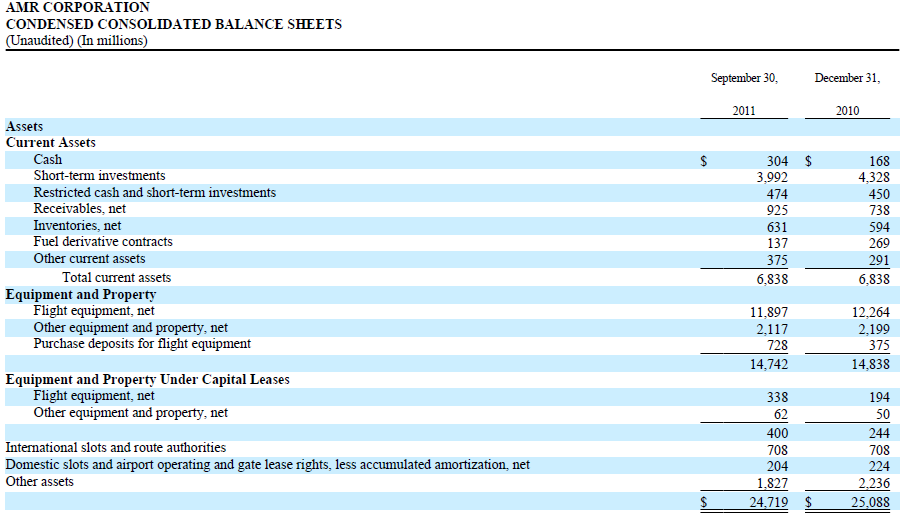 AMR CORPORATION
CONDENSED CONSOLIDATED BALANCE SHEETS
(Unaudited) (In millions)
September 30, December 31,
2011 2010
Assets
Current Assets
Cash $ 304 $ 168
Short-term investments 3,992 4,328
Restricted cash and short-term investments 474 450
Receivables, net 925 738
Inventories, net 631 594
Fuel derivative contracts 137 269
Other current assets 375 291
Total current assets 6,838 6,838
Equipment and Property
Flight equipment, net 11,897 12,264
Other equipment and property, net 2,117 2,199
Purchase deposits for flight equipment 728 375
14,742 14,838
Equipment and Property Under Capital Leases
Flight equipment, net 338 194
Other equipment and property, net 62 50
400 244
International slots and route authorities 708 708
Domestic slots and airport operating and gate lease rights, less accumulated amortization, net 204 224
Other assets 1,827 2,236
$ 24,719 $ 25,088